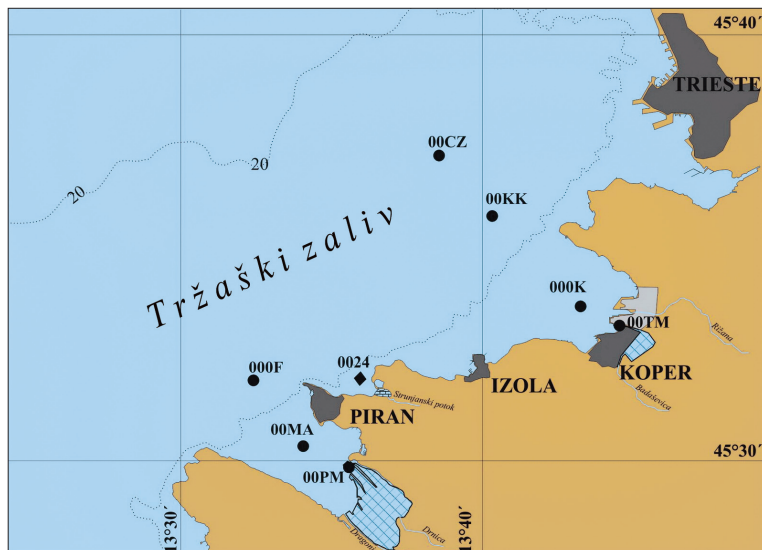 45°40´
TRIESTE
00CZ
20
20
00KK
Tržaški zaliv
000K
00TM
Rižana
0024
000F
KOPER
IZOLA
Badaševica
Strunjanski potok
PIRAN
00MA
45°30´
00PM
13°30´
13°40´
Drnica